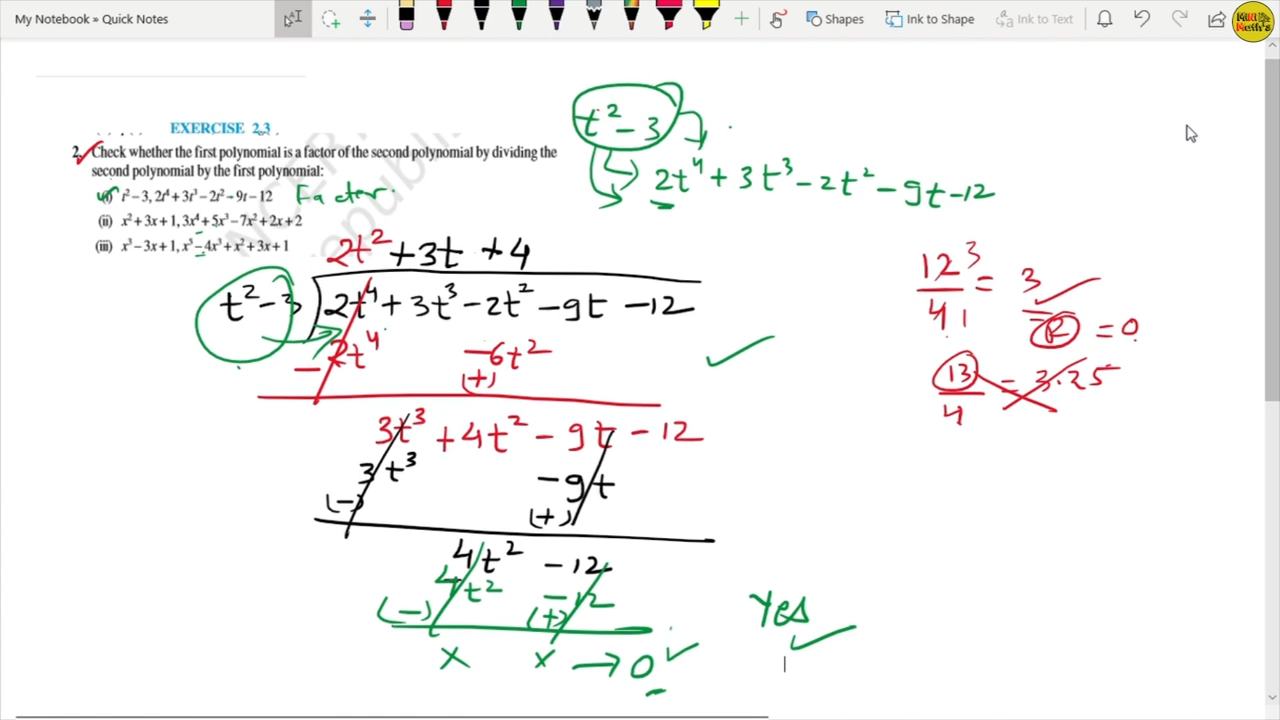 My Notebook » Quick Notes
Shapes
Ink to Shape
Ink to Text
EXERCISE 2.3
2. Check whether the first polynomial is a factor of the second polynomial by dividing the
second polynomial by the first polynomial:
(i) t² – 3, 2t⁴ + 3t³ – 2t² – 9t – 12 Factor.
(ii) x² + 3x + 1, 3x⁴ + 5x³ – 7x² + 2x + 2
(iii) x³ – 3x + 1, x⁵ – 4x³ + x² + 3x + 1
t² – 3
2t⁴ + 3t³ – 2t² – 9t – 12
2t² + 3t + 4
t² – 3 ) 2t⁴ + 3t³ – 2t² – 9t – 12
– 2t⁴ – 6t²
(+)
3t³ + 4t² – 9t – 12
3t³ – 9t
(–) (+)
4t² – 12
4t² – 12
(–) (+)
x x → 0
Yes
12 3
— = 3
4 1
R = 0
13
— = 3.25
4